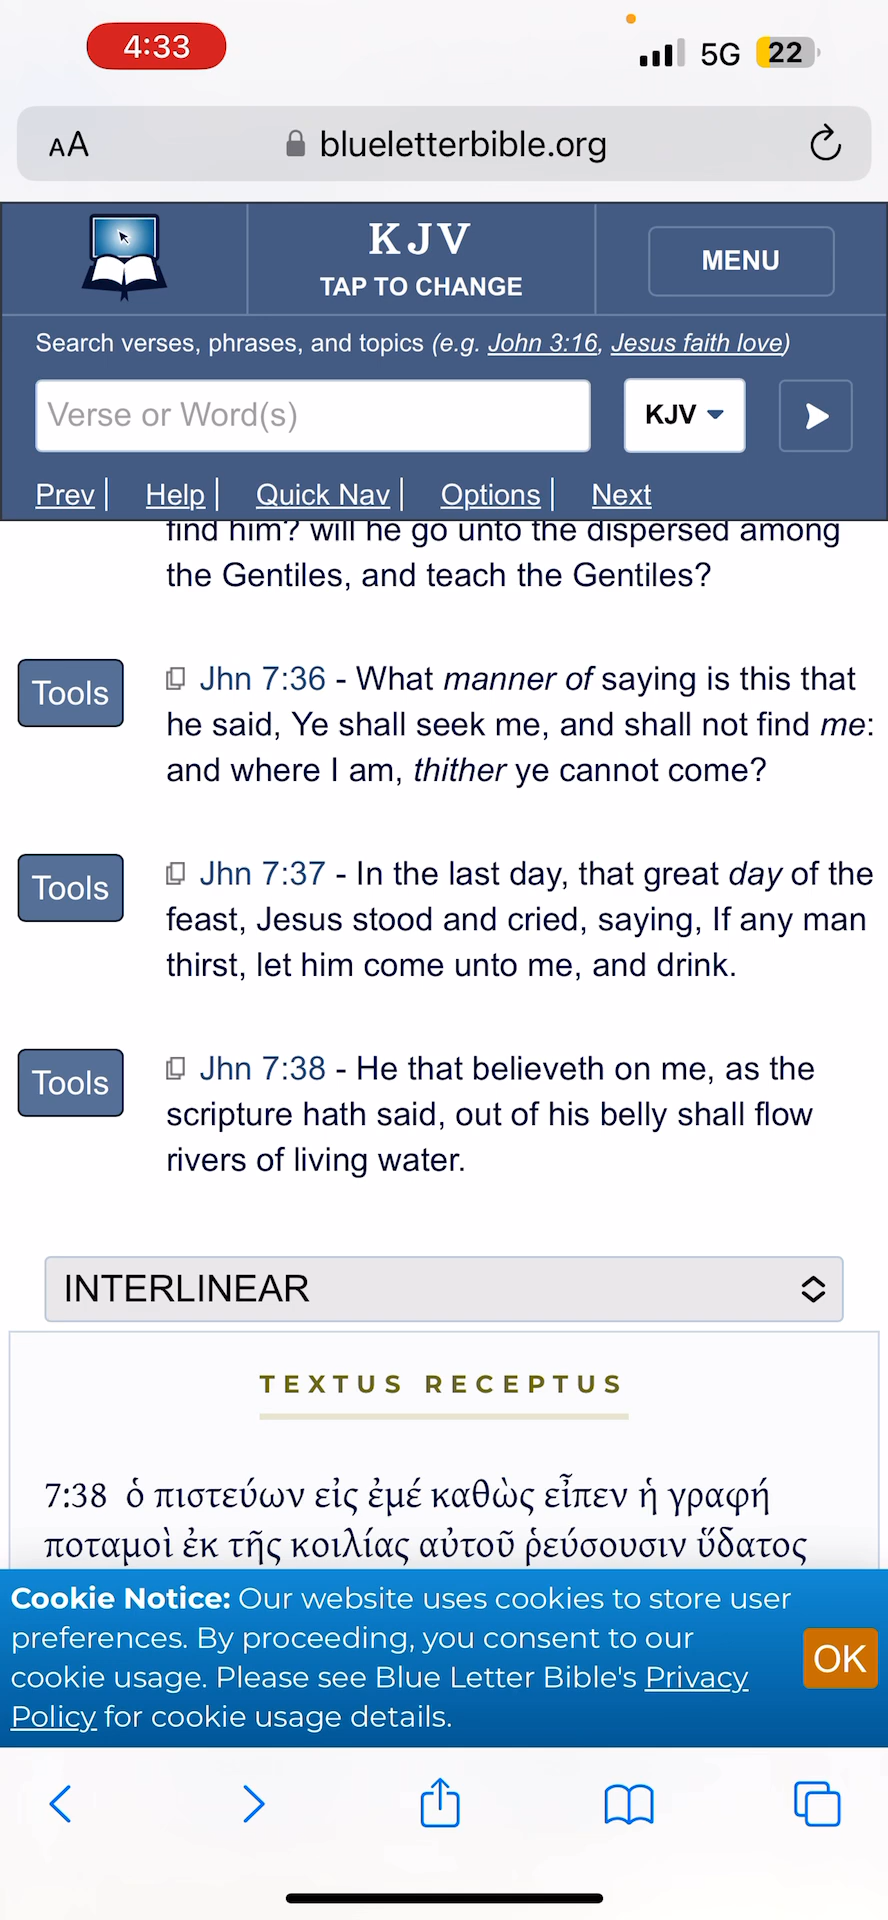 4:33
5G 22
AA blueletterbible.org
KJV
TAP TO CHANGE
MENU
Search verses, phrases, and topics (e.g. John 3:16, Jesus faith love)
Verse or Word(s)
KJV
Prev | Help | Quick Nav | Options | Next
find him? will he go unto the dispersed among
the Gentiles, and teach the Gentiles?
Tools
Jhn 7:36 - What manner of saying is this that
he said, Ye shall seek me, and shall not find me:
and where I am, thither ye cannot come?
Tools
Jhn 7:37 - In the last day, that great day of the
feast, Jesus stood and cried, saying, If any man
thirst, let him come unto me, and drink.
Tools
Jhn 7:38 - He that believeth on me, as the
scripture hath said, out of his belly shall flow
rivers of living water.
INTERLINEAR
TEXTUS RECEPTUS
7:38 ὁ πιστεύων εἰς ἐμέ καθὼς εἶπεν ἡ γραφή
ποταμοὶ ἐκ τῆς κοιλίας αὐτοῦ ῥεύσουσιν ὕδατος
Cookie Notice: Our website uses cookies to store user
preferences. By proceeding, you consent to our
cookie usage. Please see Blue Letter Bible's Privacy
Policy for cookie usage details.
OK